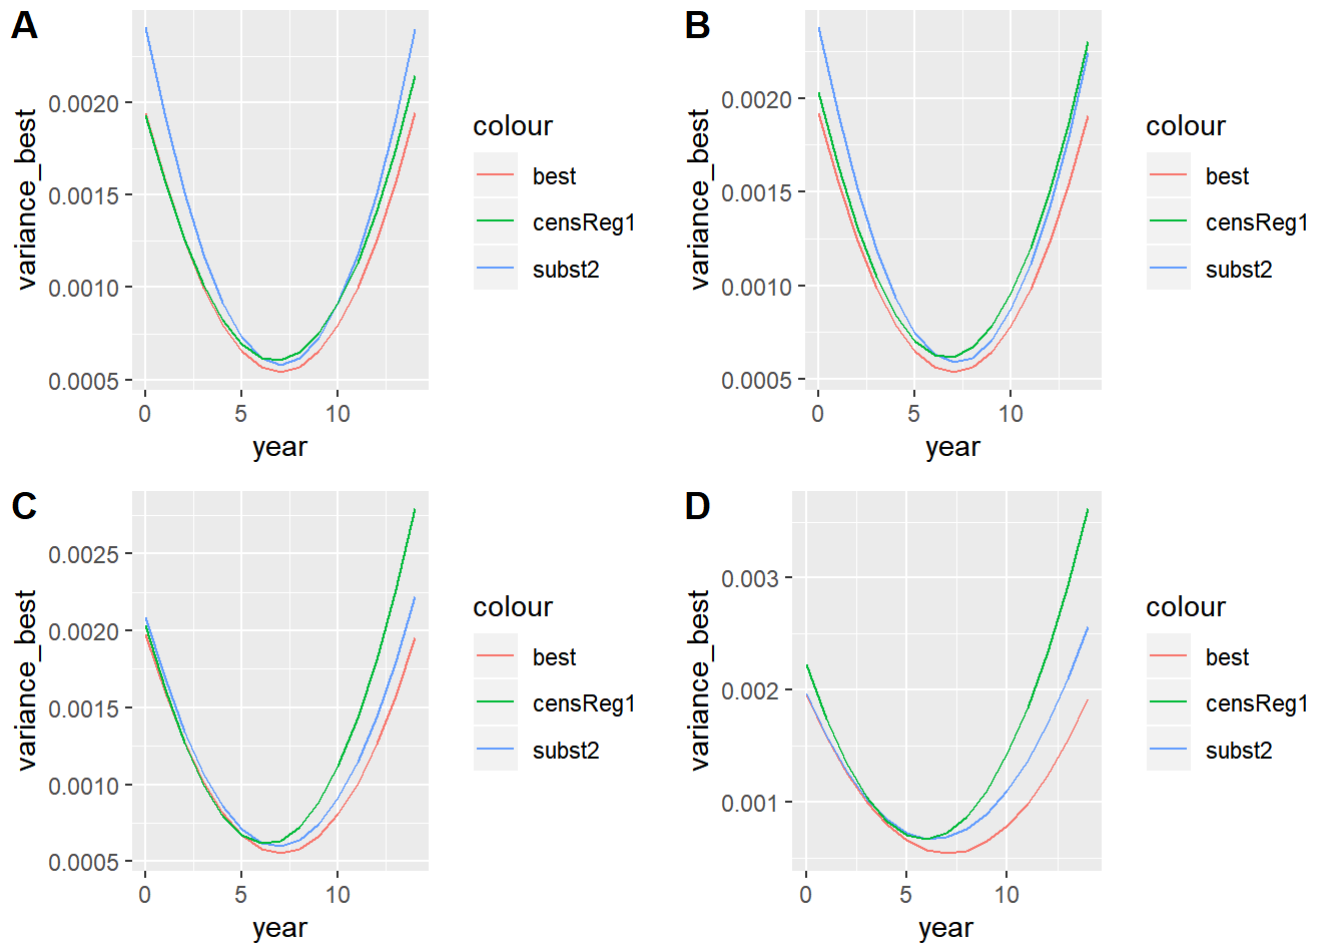 A
variance_best
0.0020
0.0015
0.0010
0.0005
0 5 10
year
colour
best
censReg1
subst2
B
variance_best
0.0020
0.0015
0.0010
0.0005
0 5 10
year
colour
best
censReg1
subst2
C
variance_best
0.0025
0.0020
0.0015
0.0010
0.0005
0 5 10
year
colour
best
censReg1
subst2
D
variance_best
0.003
0.002
0.001
0 5 10
year
colour
best
censReg1
subst2